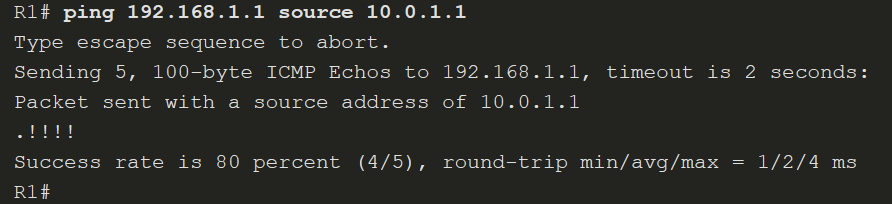 R1# ping 192.168.1.1 source 10.0.1.1
Type escape sequence to abort.
Sending 5, 100-byte ICMP Echos to 192.168.1.1, timeout is 2 seconds:
Packet sent with a source address of 10.0.1.1
.!!!!
Success rate is 80 percent (4/5), round-trip min/avg/max = 1/2/4 ms
R1#